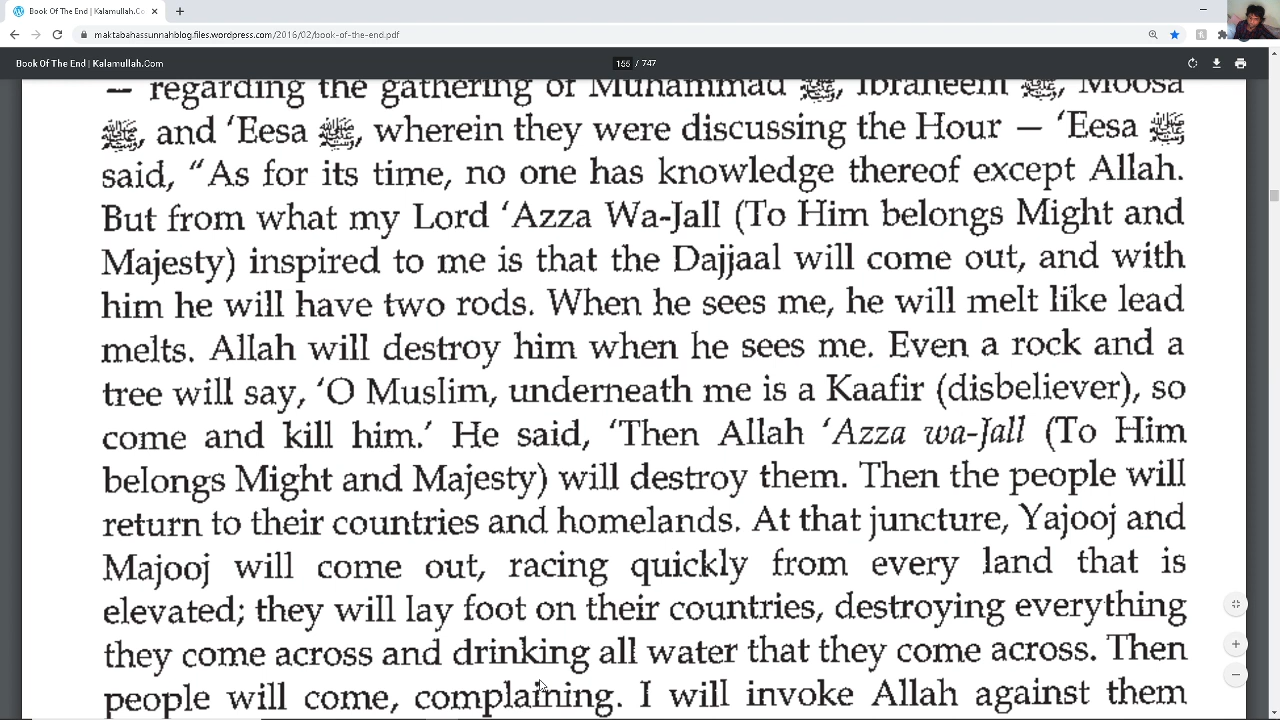 Book Of The End | Kalamullah.Co
maktabahassunnahblog.files.wordpress.com/2016/02/book-of-the-end.pdf
Book Of The End | Kalamullah.Com
166 / 747
— regarding the gathering of Muhammad ﷺ, Ibraheem ﷺ, Moosa
ﷺ, and ‘Eesa ﷺ, wherein they were discussing the Hour — ‘Eesa ﷺ
said, “As for its time, no one has knowledge thereof except Allah.
But from what my Lord ‘Azza Wa-Jall (To Him belongs Might and
Majesty) inspired to me is that the Dajjaal will come out, and with
him he will have two rods. When he sees me, he will melt like lead
melts. Allah will destroy him when he sees me. Even a rock and a
tree will say, ‘O Muslim, underneath me is a Kaafir (disbeliever), so
come and kill him.’ He said, ‘Then Allah ‘Azza wa-Jall (To Him
belongs Might and Majesty) will destroy them. Then the people will
return to their countries and homelands. At that juncture, Yajooj and
Majooj will come out, racing quickly from every land that is
elevated; they will lay foot on their countries, destroying everything
they come across and drinking all water that they come across. Then
people will come, complaining. I will invoke Allah against them